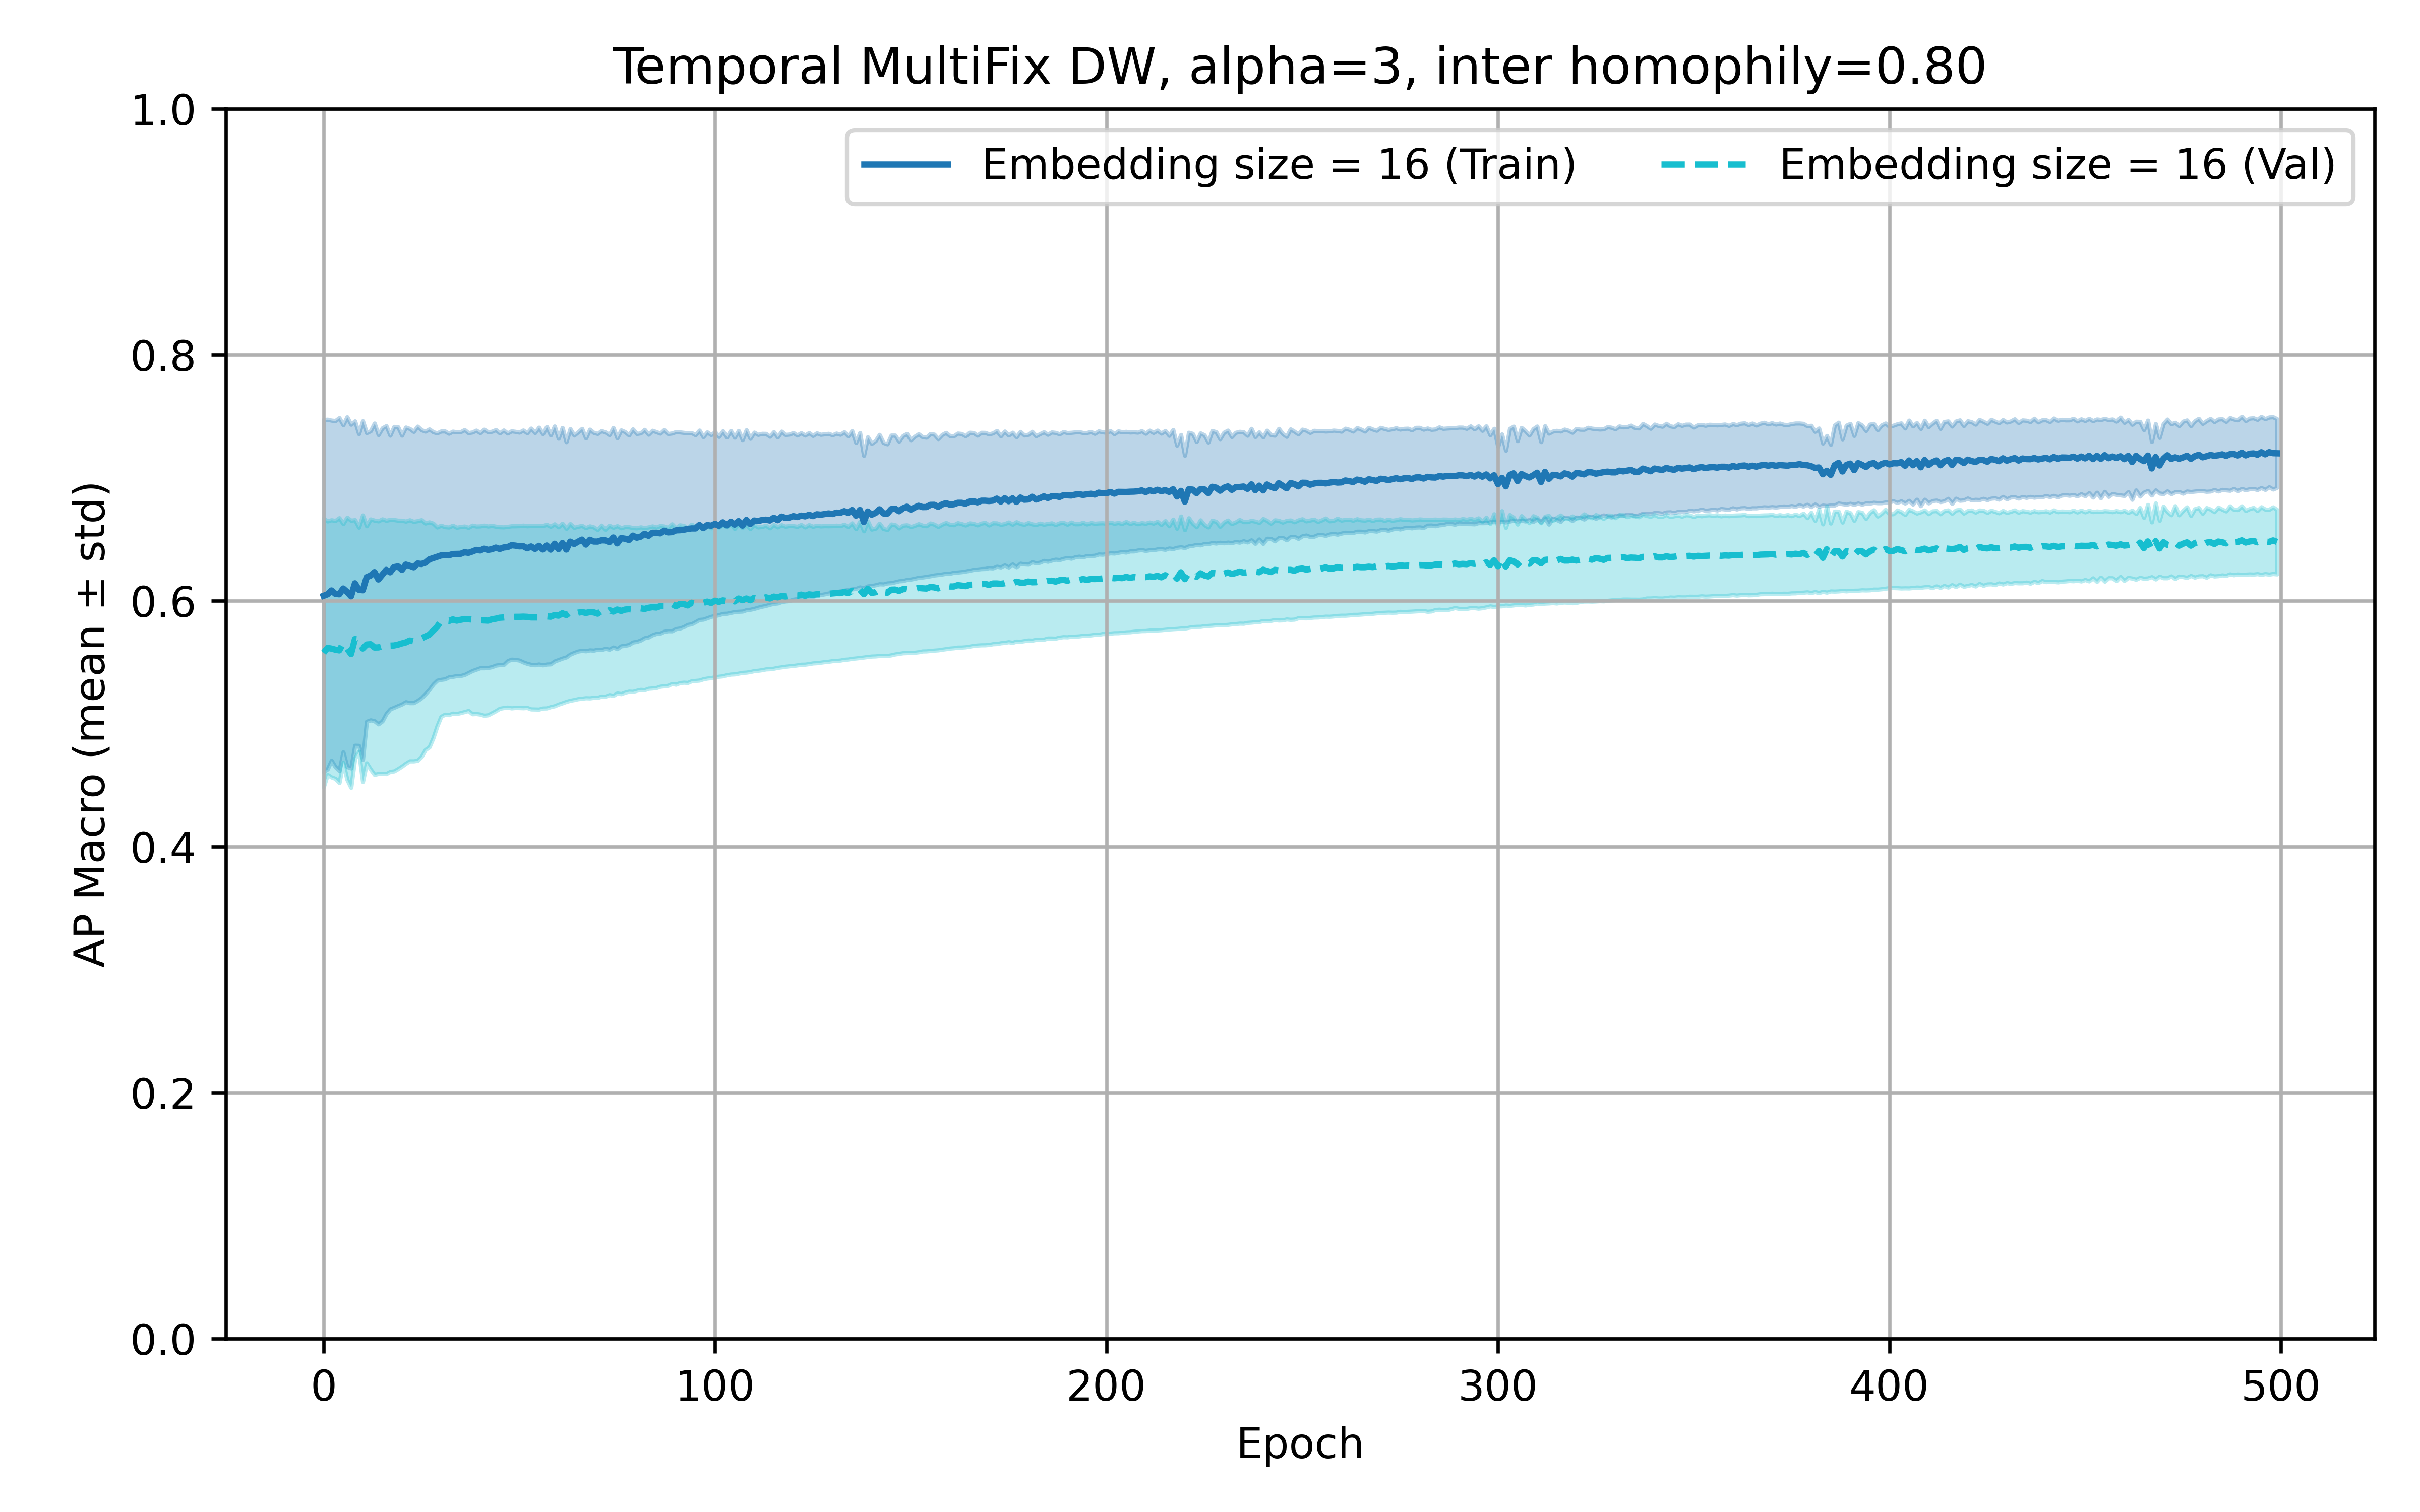 Temporal MultiFix DW, alpha=3, inter homophily=0.80
Embedding size = 16 (Train)
Embedding size = 16 (Val)
AP Macro (mean ± std)
1.0
0.8
0.6
0.4
0.2
0.0
0 100 200 300 400 500
Epoch